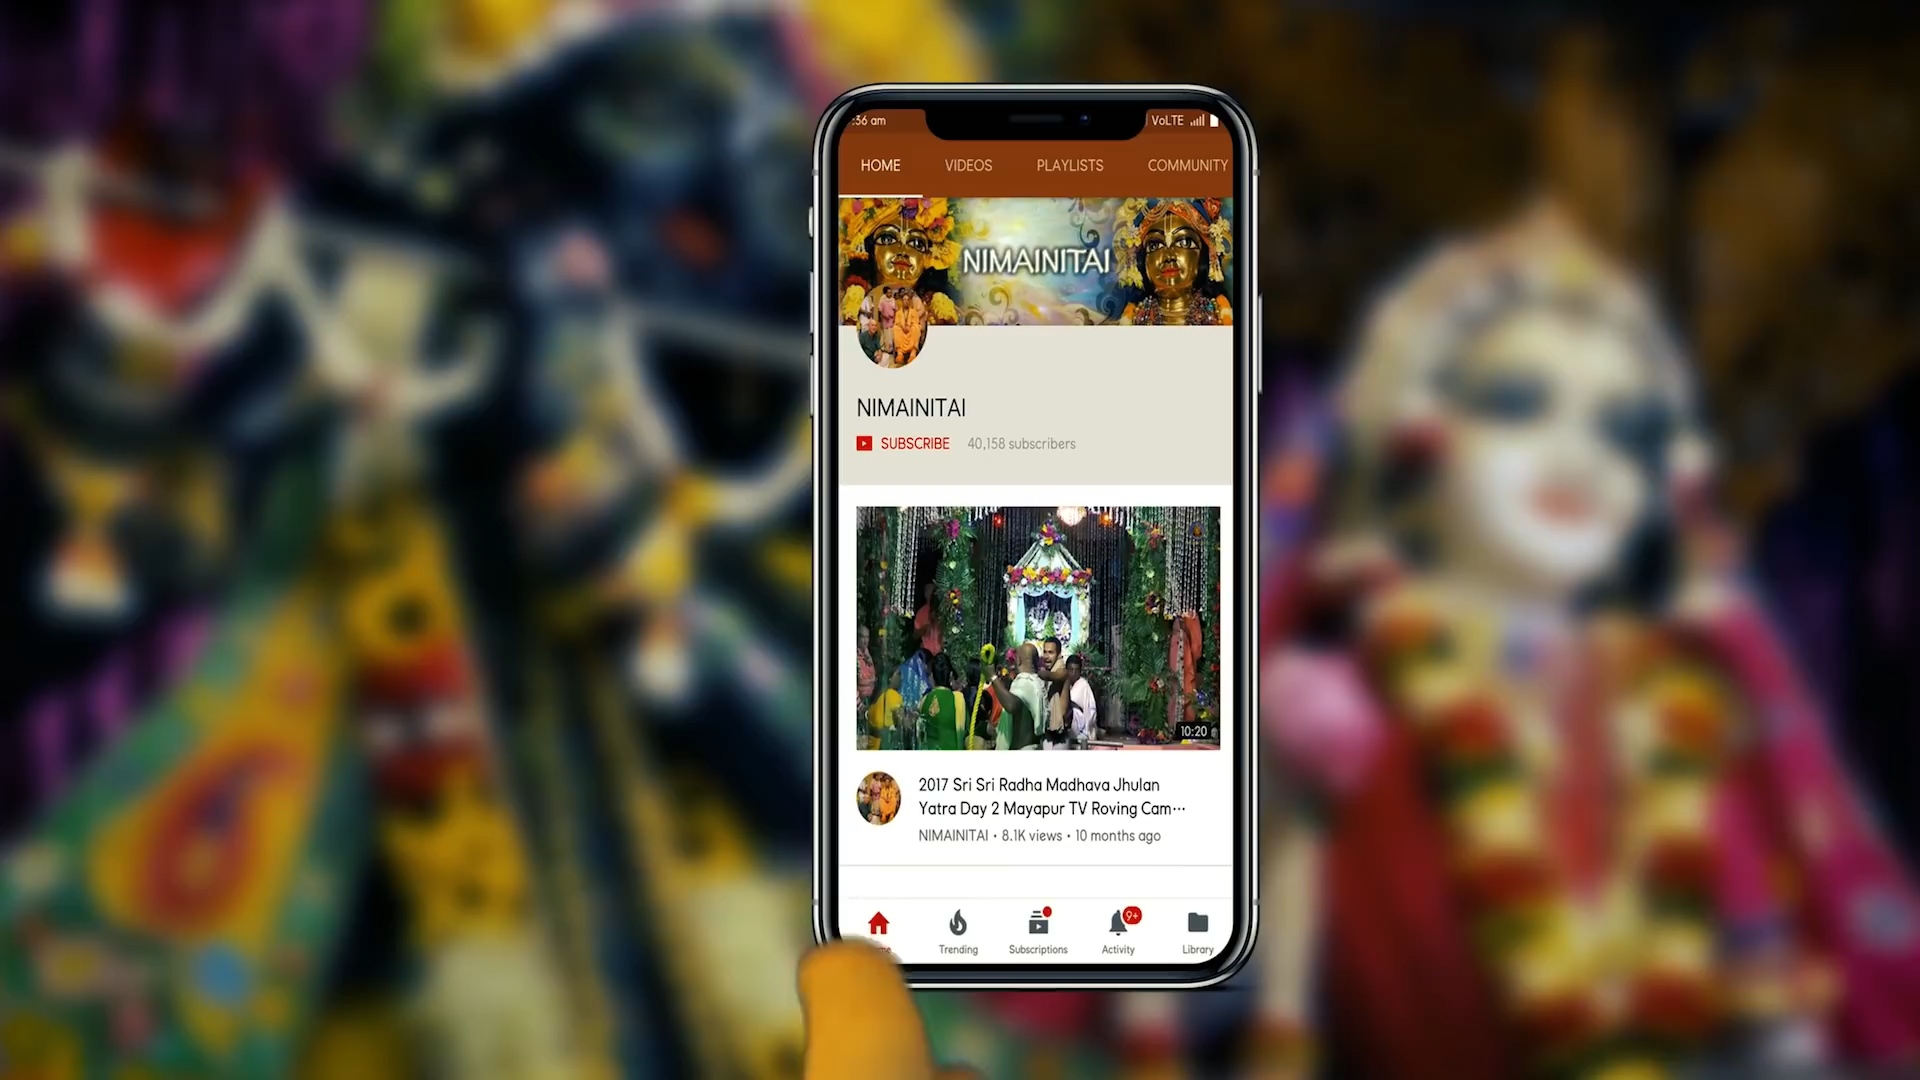 :36 am
VoLTE
HOME VIDEOS PLAYLISTS COMMUNITY
NIMAINITAI
NIMAINITAI
SUBSCRIBE 40,158 subscribers
10:20
2017 Sri Sri Radha Madhava Jhulan
Yatra Day 2 Mayapur TV Roving Cam···
NIMAINITAI • 8.1K views • 10 months ago
9+
Trending Subscriptions Activity Library